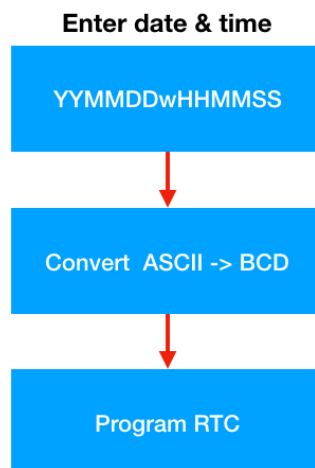 Enter date & time
YYMMDDwHHMMSS
Convert ASCII -> BCD
Program RTC